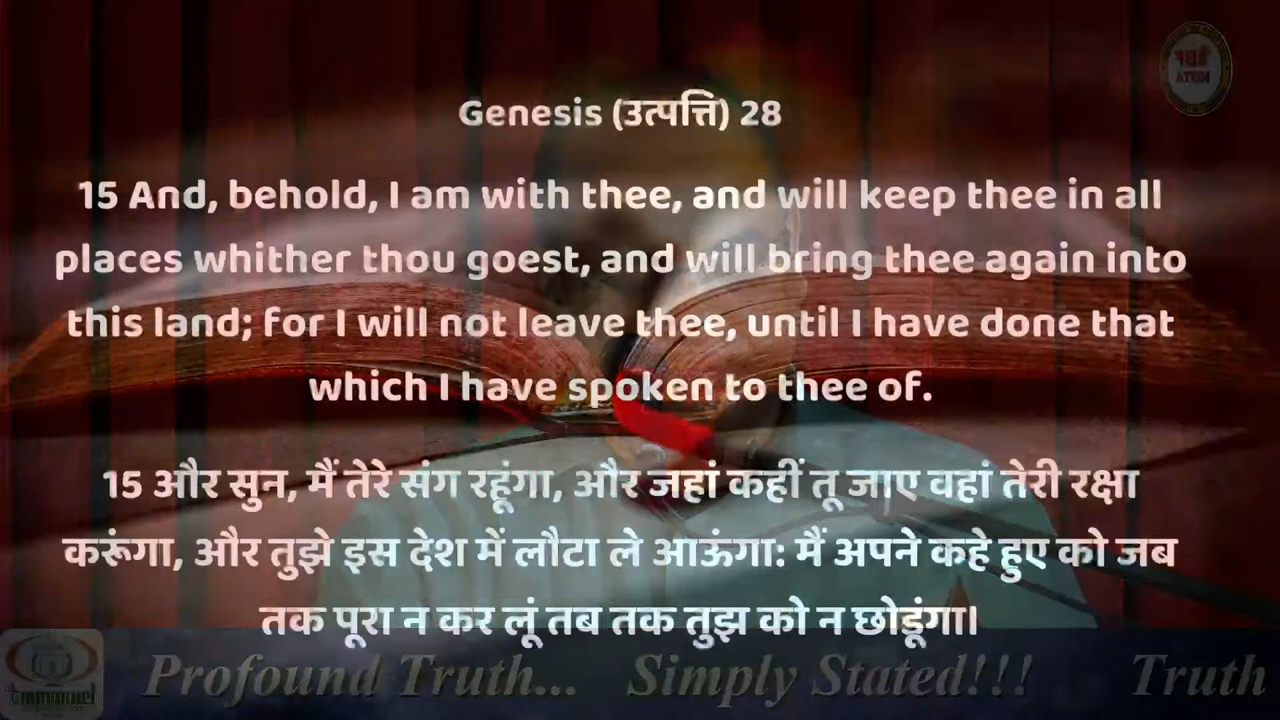 Genesis (उत्पत्ति) 28
15 And, behold, I am with thee, and will keep thee in all
places whither thou goest, and will bring thee again into
this land; for I will not leave thee, until I have done that
which I have spoken to thee of.
15 और सुन, मैं तेरे संग रहूंगा, और जहां कहीं तू जाए वहां तेरी रक्षा
करूंगा, और तुझे इस देश में लौटा ले आऊंगा: मैं अपने कहे हुए को जब
तक पूरा न कर लूं तब तक तुझ को न छोडूंगा।
Profound Truth... Simply Stated!!! Truth